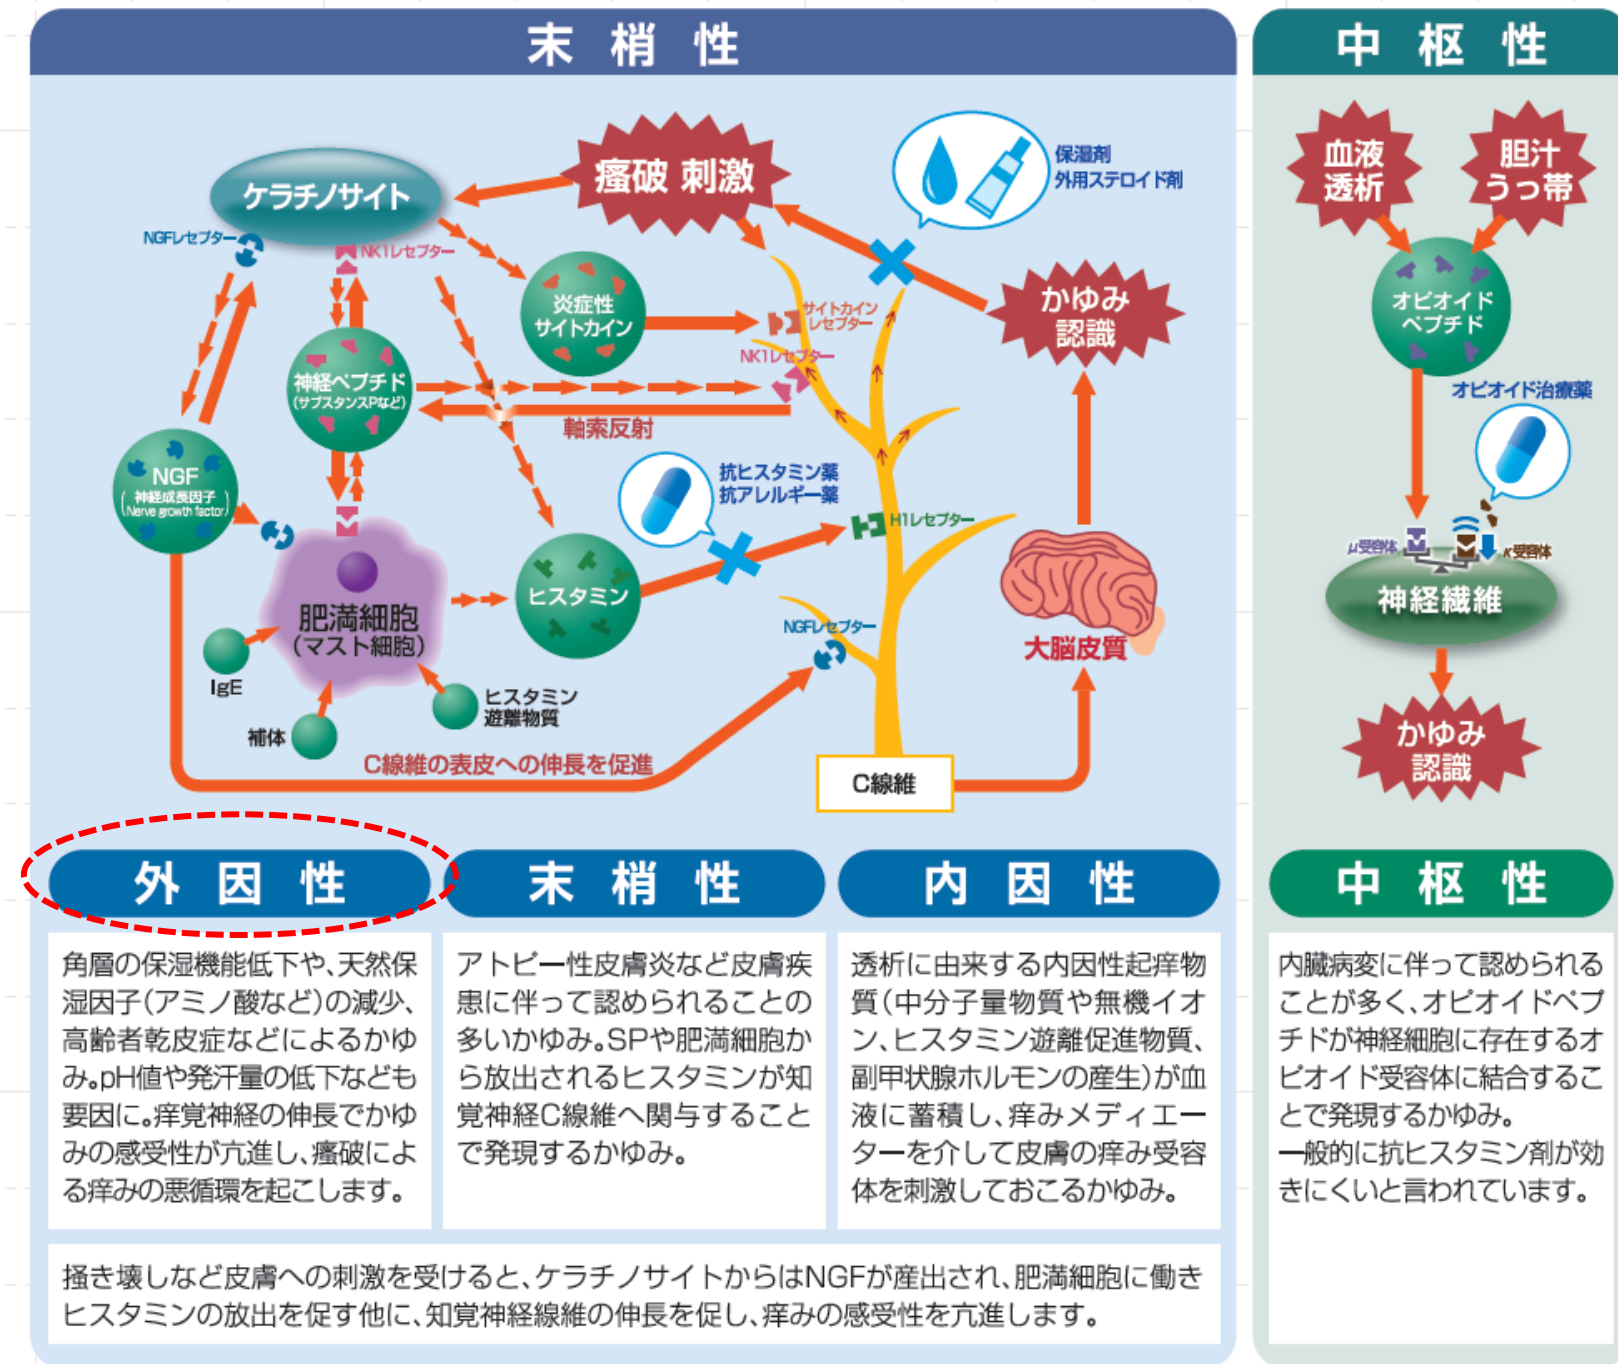 末梢性
中枢性
ケラチノサイト
瘙破 刺激
保湿剤
外用ステロイド剤
血液
透析
胆汁
うっ帯
NGFレセプター
NK1レセプター
炎症性
サイトカイン
サイトカイン
レセプター
かゆみ
認識
オピオイド
ペプチド
NK1レセプター
神経ペプチド
(サブスタンスPなど)
軸索反射
オピオイド治療薬
NGF
(神経成長因子
Nerve growth factor)
抗ヒスタミン薬
抗アレルギー薬
H1レセプター
μ受容体
κ受容体
神経繊維
ヒスタミン
肥満細胞
(マスト細胞)
NGFレセプター
大脳皮質
IgE
ヒスタミン
遊離物質
補体
かゆみ
認識
C線維の表皮への伸長を促進
C線維
外因性
末梢性
内因性
中枢性
角層の保湿機能低下や、天然保
湿因子(アミノ酸など)の減少、
高齢者乾皮症などによるかゆ
み。pH値や発汗量の低下なども
要因に。痒覚神経の伸長でかゆ
みの感受性が亢進し、瘙破によ
る痒みの悪循環を起こします。
アトピー性皮膚炎など皮膚疾
患に伴って認められることの
多いかゆみ。SPや肥満細胞か
ら放出されるヒスタミンが知
覚神経C線維へ関与すること
で発現するかゆみ。
透析に由来する内因性起痒物
質(中分子量物質や無機イオ
ン、ヒスタミン遊離促進物質、
副甲状腺ホルモンの産生)が血
液に蓄積し、痒みメディエー
ターを介して皮膚の痒み受容
体を刺激しておこるかゆみ。
内臓病変に伴って認められる
ことが多く、オピオイドペプ
チドが神経細胞に存在するオ
ピオイド受容体に結合するこ
とで発現するかゆみ。
一般的に抗ヒスタミン剤が効
きにくいと言われています。
掻き壊しなど皮膚への刺激を受けると、ケラチノサイトからはNGFが産出され、肥満細胞に働き
ヒスタミンの放出を促す他に、知覚神経線維の伸長を促し、痒みの感受性を亢進します。